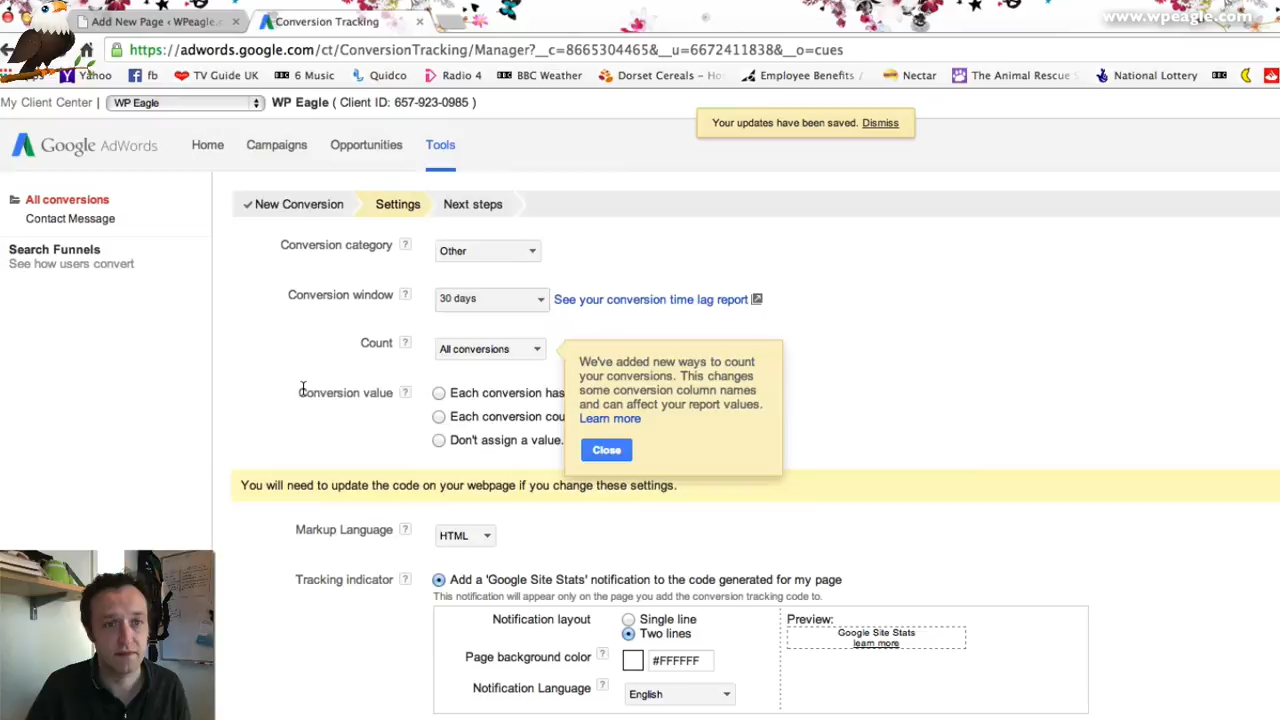 Add New Page ‹ WPeagle.
Conversion Tracking
www.wpeagle.com
https://adwords.google.com/ct/ConversionTracking/Manager?__c=8665304465&__u=6672411838&__o=cues
Yahoo
fb
TV Guide UK
6 Music
Quidco
Radio 4
BBC Weather
Dorset Cereals - Ho
Employee Benefits
Nectar
The Animal Rescue
National Lottery
My Client Center |
WP Eagle
WP Eagle ( Client ID: 657-923-0985 )
Your updates have been saved. Dismiss
Google AdWords
Home
Campaigns
Opportunities
Tools
All conversions
Contact Message
Search Funnels
See how users convert
New Conversion
Settings
Next steps
Conversion category ?
Other
Conversion window ?
30 days
See your conversion time lag report
Count ?
All conversions
We've added new ways to count
your conversions. This changes
some conversion column names
and can affect your report values.
Learn more
Close
Conversion value ?
Each conversion has
Each conversion cou
Don't assign a value.
You will need to update the code on your webpage if you change these settings.
Markup Language ?
HTML
Tracking indicator ?
Add a 'Google Site Stats' notification to the code generated for my page
This notification will appear only on the page you add the conversion tracking code to.
Notification layout
Single line
Two lines
Page background color ?
#FFFFFF
Notification Language ?
English
Preview:
Google Site Stats
learn more